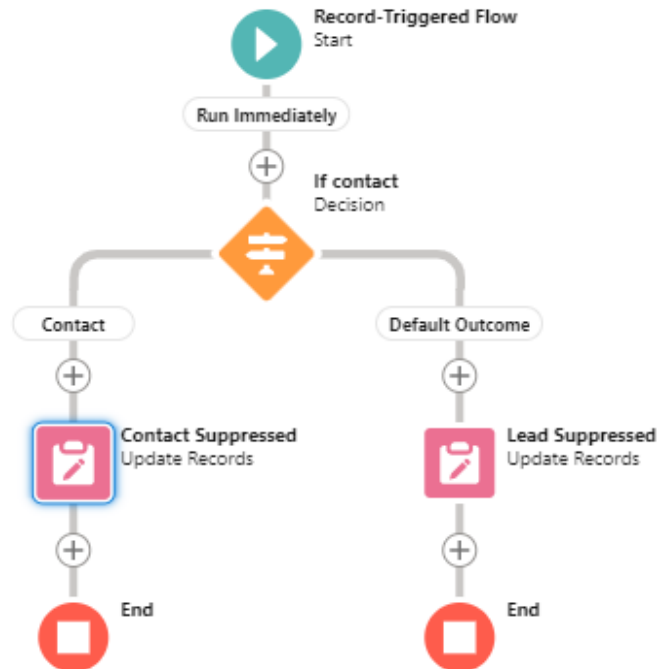 Record-Triggered Flow
Start
Run Immediately
If contact
Decision
Contact
Default Outcome
Contact Suppressed
Update Records
Lead Suppressed
Update Records
End
End